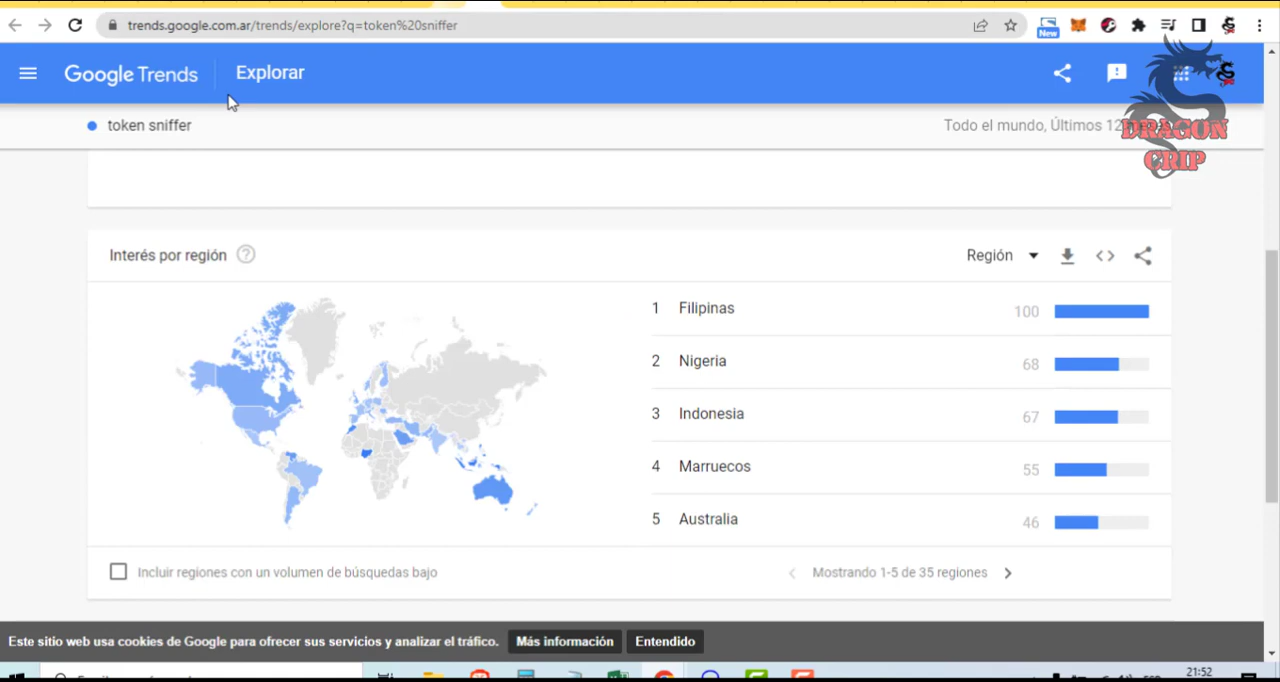 trends.google.com.ar/trends/explore?q=token%20sniffer
New
Google Trends
Explorar
token sniffer
Todo el mundo, Últimos 12
DRAGON
CRIP
Interés por región
Región
1 Filipinas 100
2 Nigeria 68
3 Indonesia 67
4 Marruecos 55
5 Australia 46
Incluir regiones con un volumen de búsquedas bajo
Mostrando 1-5 de 35 regiones
Este sitio web usa cookies de Google para ofrecer sus servicios y analizar el tráfico.
Más información
Entendido
21:52